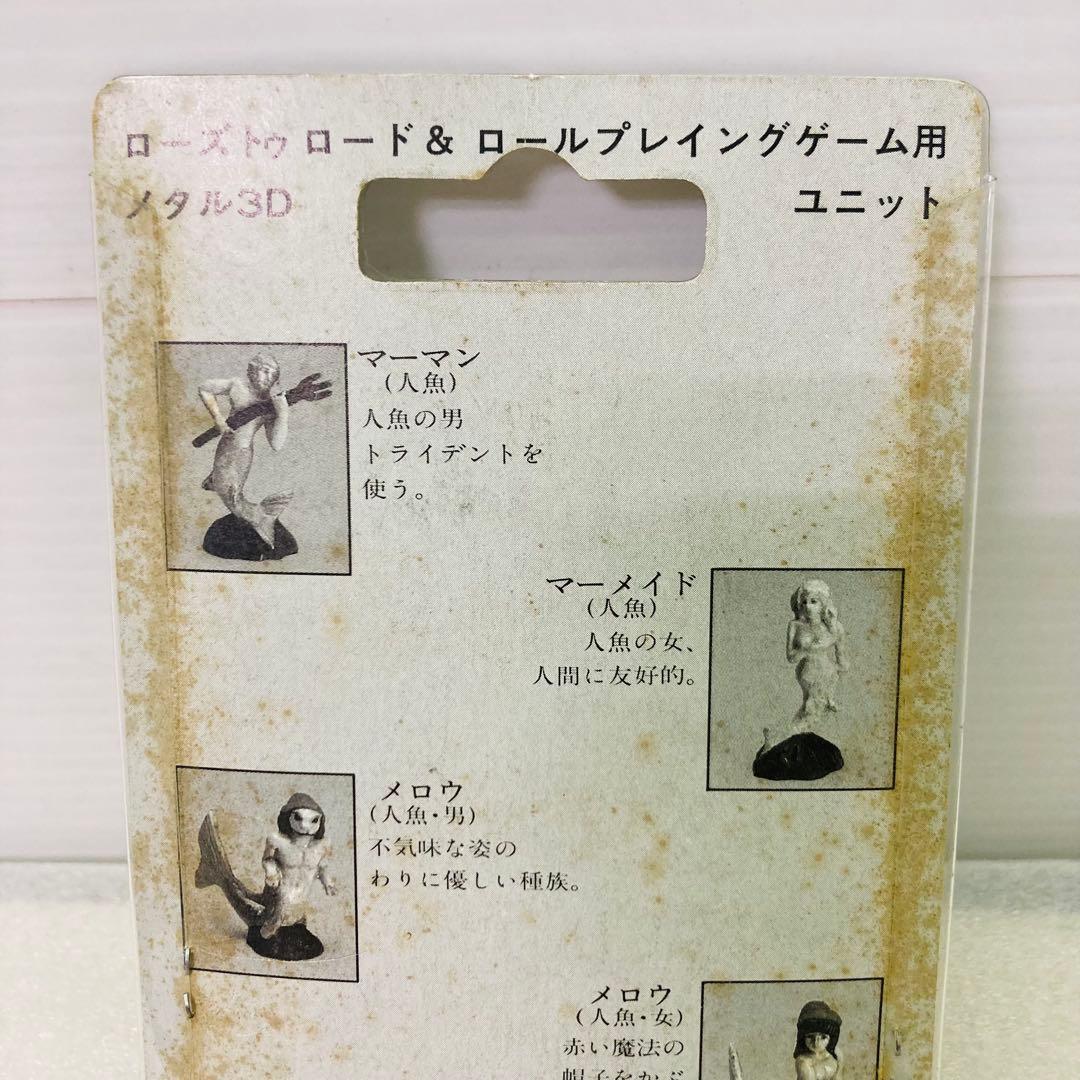 ローズトゥロード & ロールプレイングゲーム用
メタル3D ユニット
マーマン
(人魚)
人魚の男
トライデントを
使う。
マーメイド
(人魚)
人魚の女、
人間に友好的。
メロウ
(人魚・男)
不気味な姿の
わりに優しい種族。
メロウ
(人魚・女)
赤い魔法の
帽子をかぶ